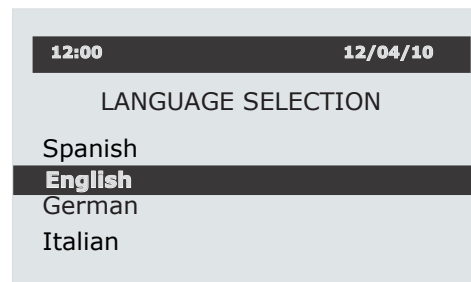 12:00 12/04/10
LANGUAGE SELECTION
Spanish
English
German
Italian